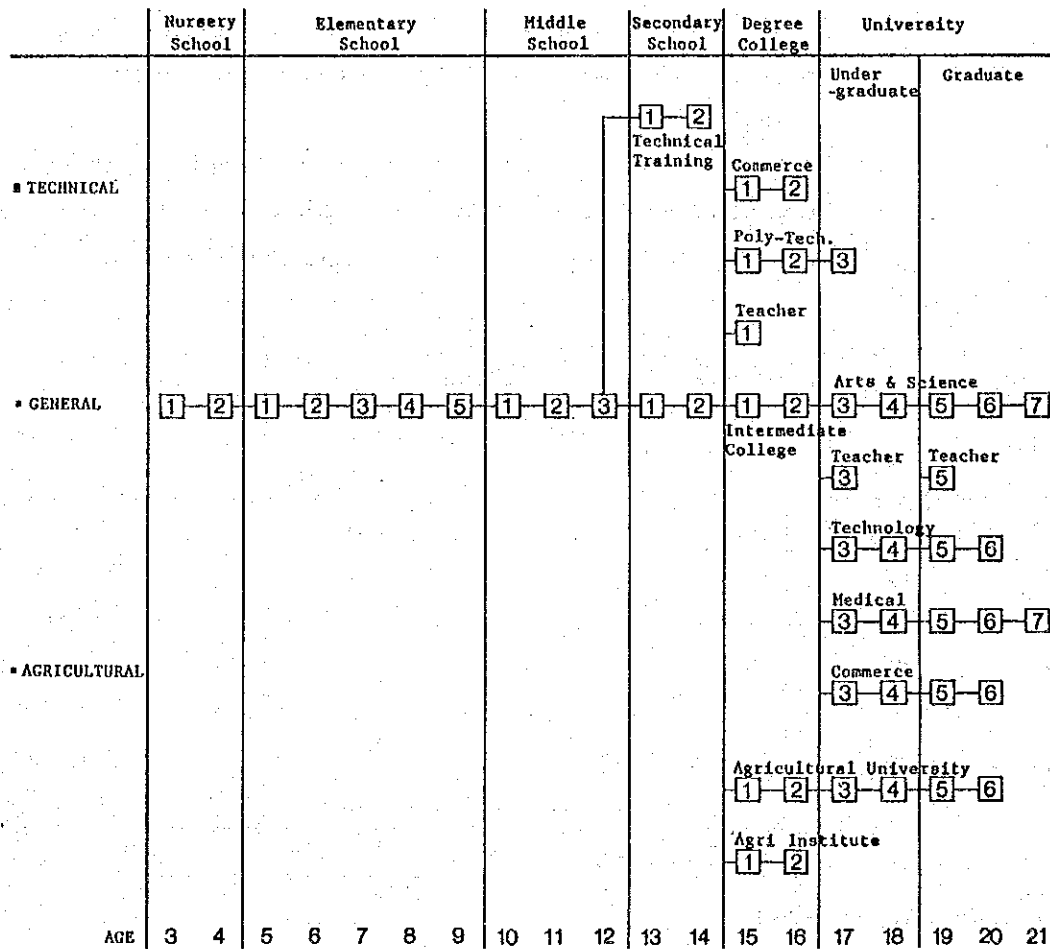 Nursery School
Elementary School
Middle School
Secondary School
Degree College
University
Under -graduate
Graduate
1 2
Technical Training
■ TECHNICAL
Commerce
1 2
Poly-Tech.
1 2 3
Teacher
1
Arts & Science
■ GENERAL
1 2 1 2 3 4 5 1 2 3 1 2 1 2 3 4 5 6 7
Intermediate College
Teacher
Teacher
3 5
Technology
3 4 5 6
Medical
3 4 5 6 7
■ AGRICULTURAL
Commerce
3 4 5 6
Agricultural University
1 2 3 4 5 6
Agri Institute
1 2
AGE 3 4 5 6 7 8 9 10 11 12 13 14 15 16 17 18 19 20 21